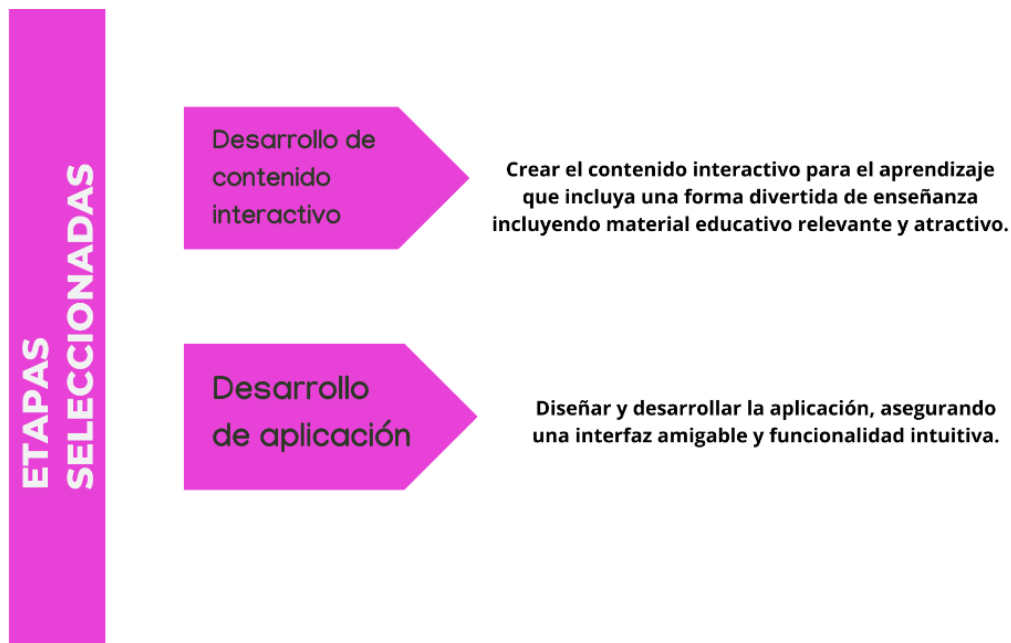 ETAPAS
SELECCIONADAS
Desarrollo de
contenido
interactivo
Crear el contenido interactivo para el aprendizaje
que incluya una forma divertida de enseñanza
incluyendo material educativo relevante y atractivo.
Desarrollo
de aplicación
Diseñar y desarrollar la aplicación, asegurando
una interfaz amigable y funcionalidad intuitiva.